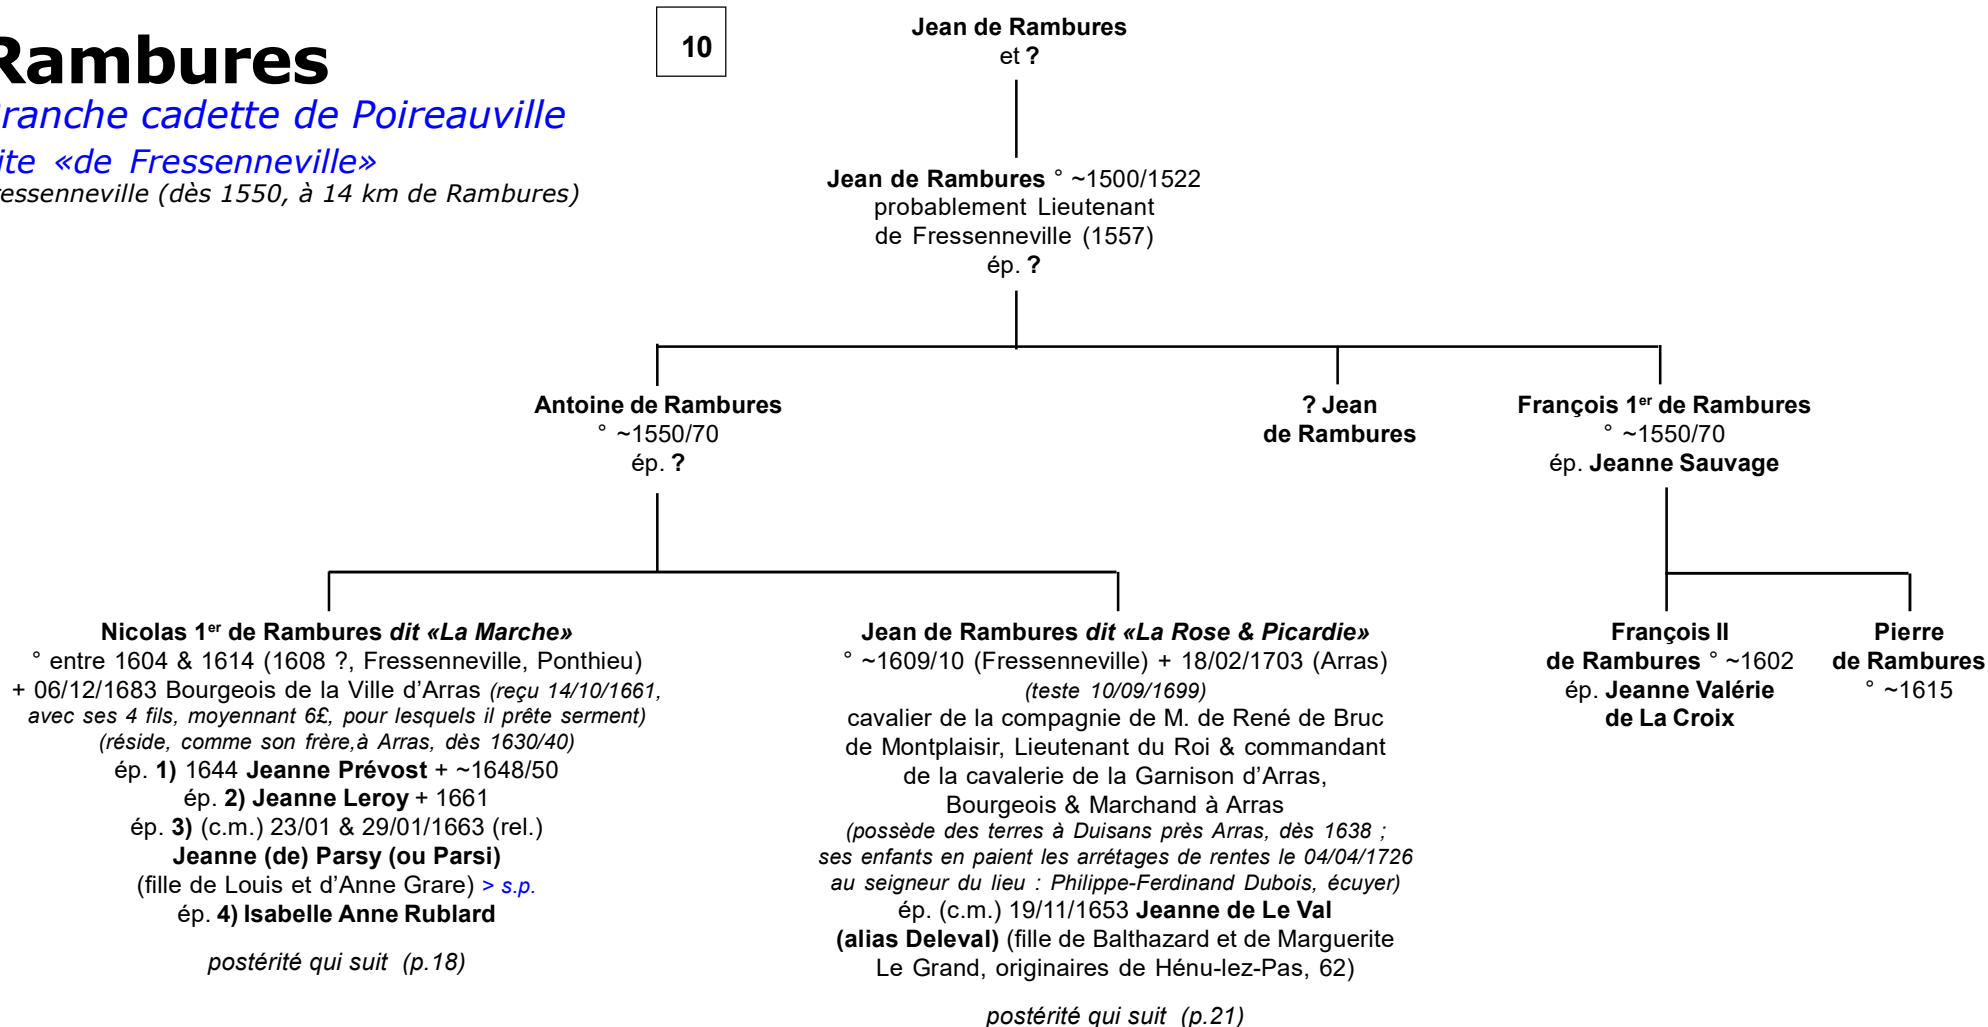 Rambures
Branche cadette de Poireauville
dite «de Fressenneville»
Fressenneville (dès 1550, à 14 km de Rambures)
10
Jean de Rambures
et ?
Jean de Rambures ° ~1500/1522
probablement Lieutenant
de Fressenneville (1557)
ép. ?
Antoine de Rambures
° ~1550/70
ép. ?
? Jean
de Rambures
François 1er de Rambures
° ~1550/70
ép. Jeanne Sauvage
Nicolas 1er de Rambures dit «La Marche»
° entre 1604 & 1614 (1608 ?, Fressenneville, Ponthieu)
+ 06/12/1683 Bourgeois de la Ville d’Arras (reçu 14/10/1661,
avec ses 4 fils, moyennant 6£, pour lesquels il prête serment)
(réside, comme son frère,à Arras, dès 1630/40)
ép. 1) 1644 Jeanne Prévost + ~1648/50
ép. 2) Jeanne Leroy + 1661
ép. 3) (c.m.) 23/01 & 29/01/1663 (rel.)
Jeanne (de) Parsy (ou Parsi)
(fille de Louis et d’Anne Grare) > s.p.
ép. 4) Isabelle Anne Rublard
postérité qui suit (p.18)
Jean de Rambures dit «La Rose & Picardie»
° ~1609/10 (Fressenneville) + 18/02/1703 (Arras)
(teste 10/09/1699)
cavalier de la compagnie de M. de René de Bruc
de Montplaisir, Lieutenant du Roi & commandant
de la cavalerie de la Garnison d’Arras,
Bourgeois & Marchand à Arras
(possède des terres à Duisans près Arras, dès 1638 ;
ses enfants en paient les arrétages de rentes le 04/04/1726
au seigneur du lieu : Philippe-Ferdinand Dubois, écuyer)
ép. (c.m.) 19/11/1653 Jeanne de Le Val
(alias Deleval) (fille de Balthazard et de Marguerite
Le Grand, originaires de Hénu-lez-Pas, 62)
postérité qui suit (p.21)
François II
de Rambures ° ~1602
ép. Jeanne Valérie
de La Croix
Pierre
de Rambures
° ~1615